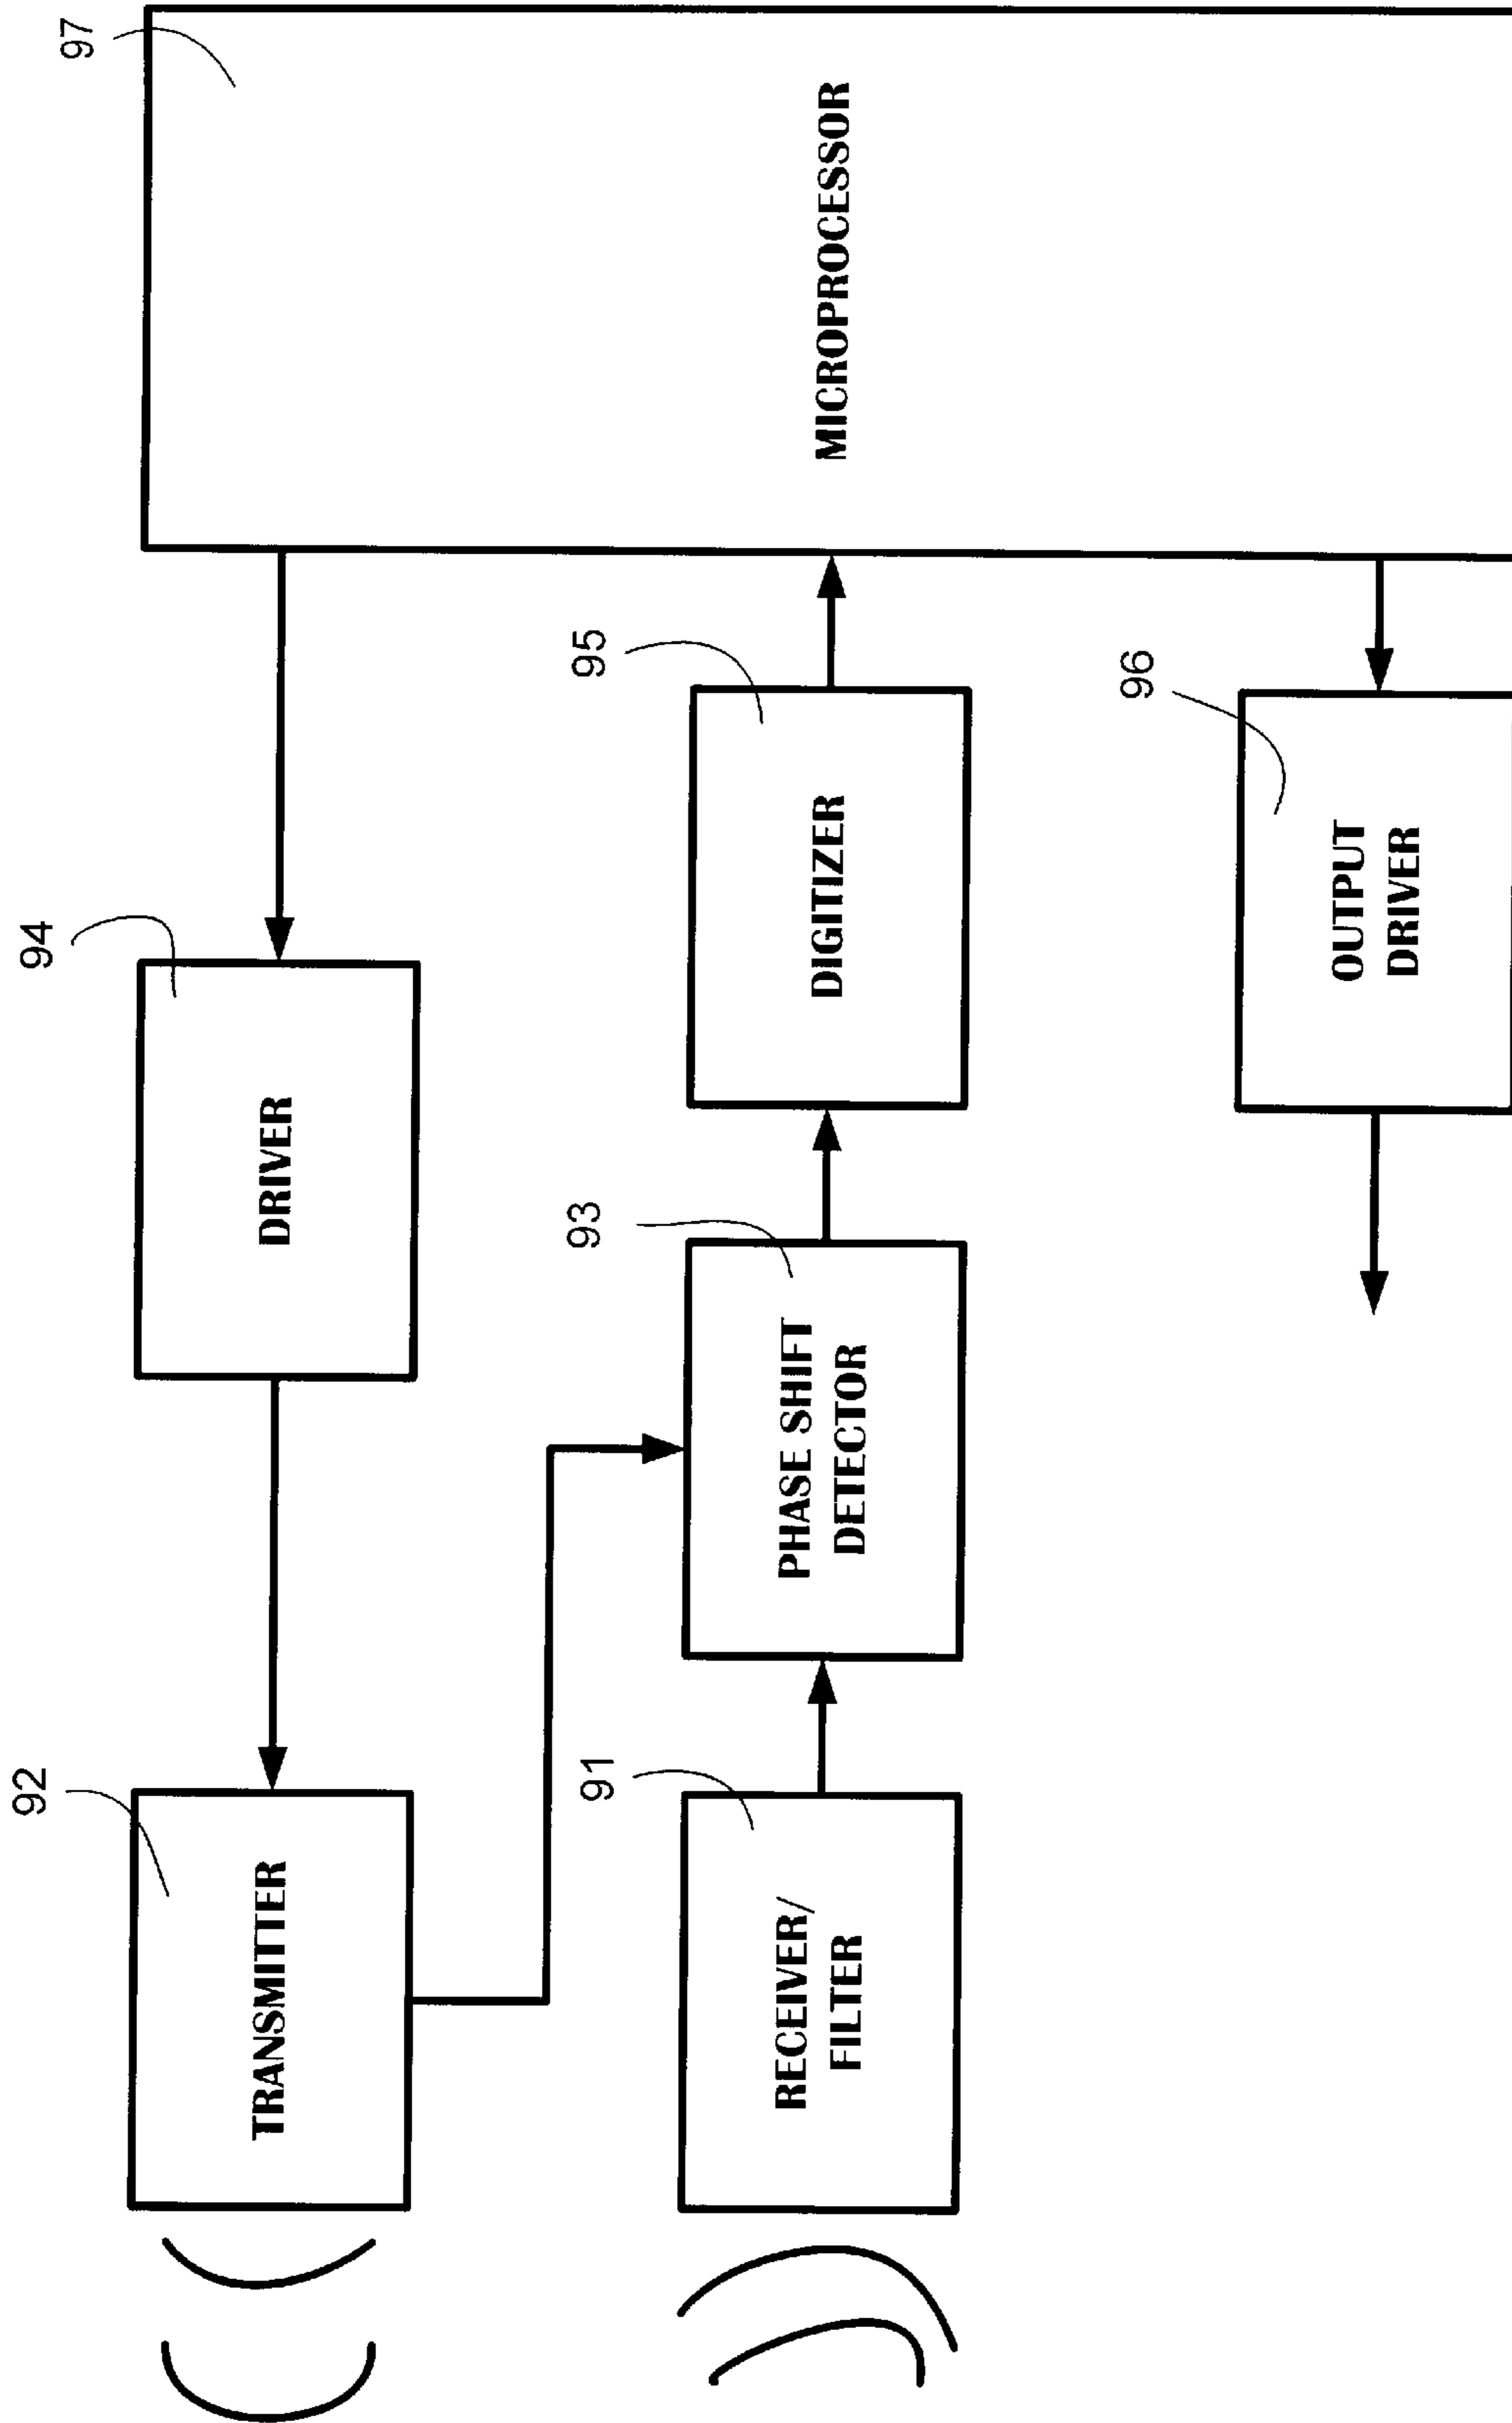 92
TRANSMITTER
94
DRIVER
97
MICROPROCESSOR
91
RECEIVER/
FILTER
93
PHASE SHIFT
DETECTOR
95
DIGITIZER
96
OUTPUT
DRIVER